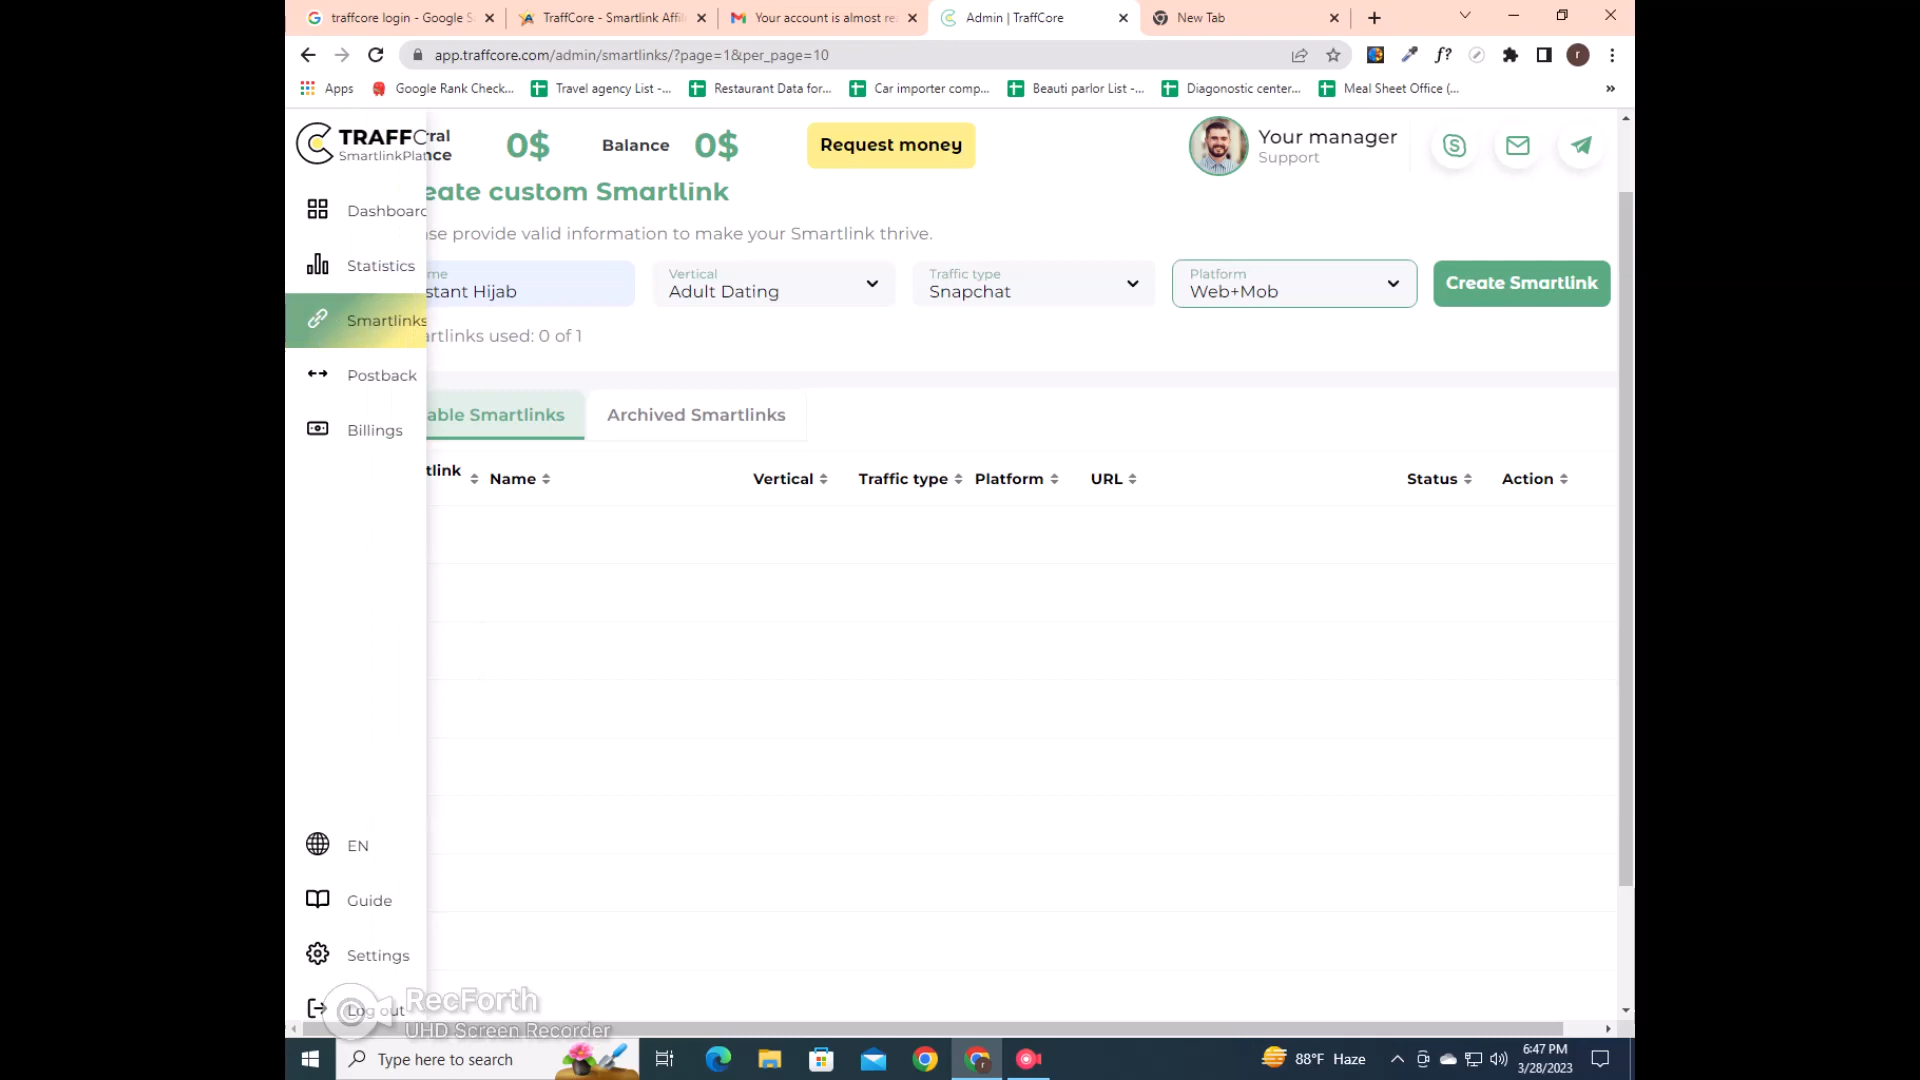 traffcore login - Google S
TraffCore - Smartlink Affi
Your account is almost re
Admin | TraffCore
New Tab
app.traffcore.com/admin/smartlinks/?page=1&per_page=10
f?
r
Apps
Google Rank Check...
Travel agency List -...
Restaurant Data for...
Car importer comp...
Beauti parlor List -...
Diagonostic center...
Meal Sheet Office (...
»
TRAFFC
SmartlinkPla
ral
nce
0$
Balance
0$
Request money
Your manager
Support
eate custom Smartlink
se provide valid information to make your Smartlink thrive.
Dashboard
Statistics
Smartlinks
Postback
Billings
me
stant Hijab
Vertical
Adult Dating
Traffic type
Snapchat
Platform
Web+Mob
Create Smartlink
artlinks used: 0 of 1
able Smartlinks
Archived Smartlinks
tlink
Name
Vertical
Traffic type
Platform
URL
Status
Action
EN
Guide
Settings
Log out
RecForth
UHD Screen Recorder
Type here to search
88°F Haze
6:47 PM
3/28/2023